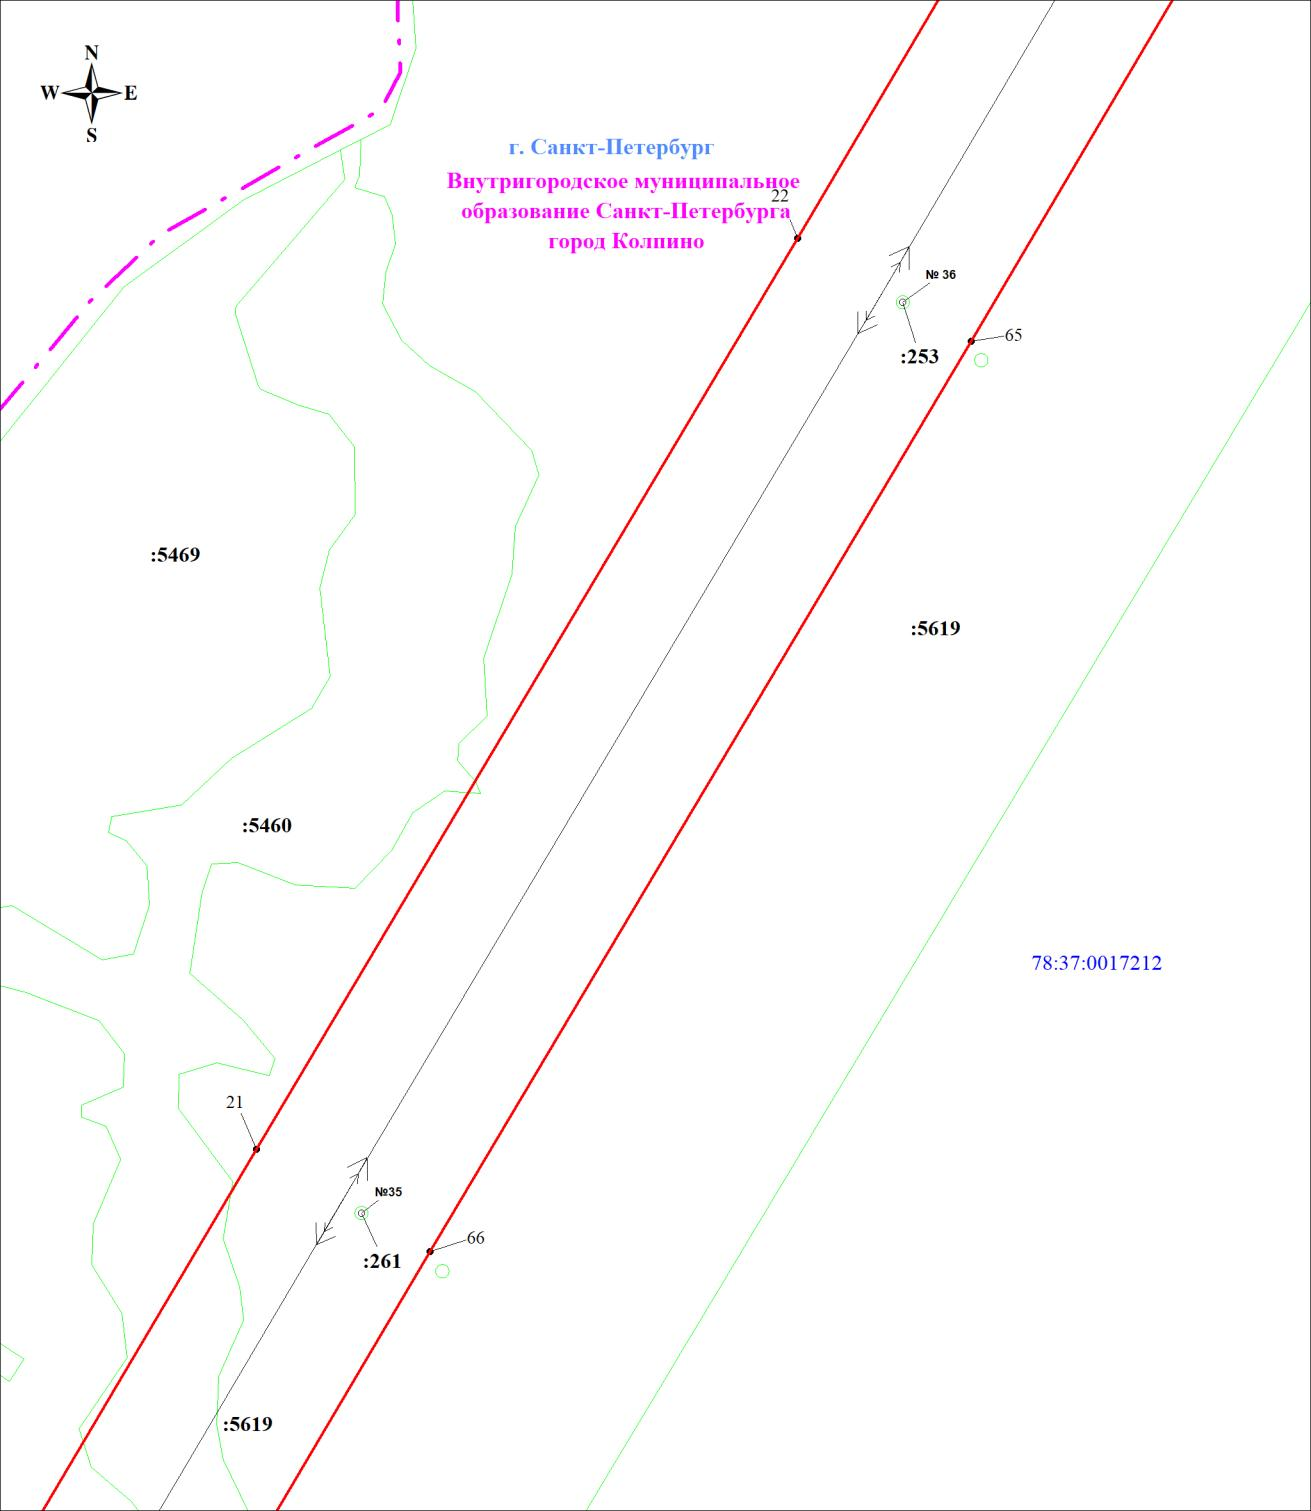 N
W E
S
г. Санкт-Петербург
Внутригородское муниципальное
образование Санкт-Петербурга
город Колпино
22
№ 36
65
:253
:5469
:5619
:5460
78:37:0017212
21
№35
66
:261
:5619